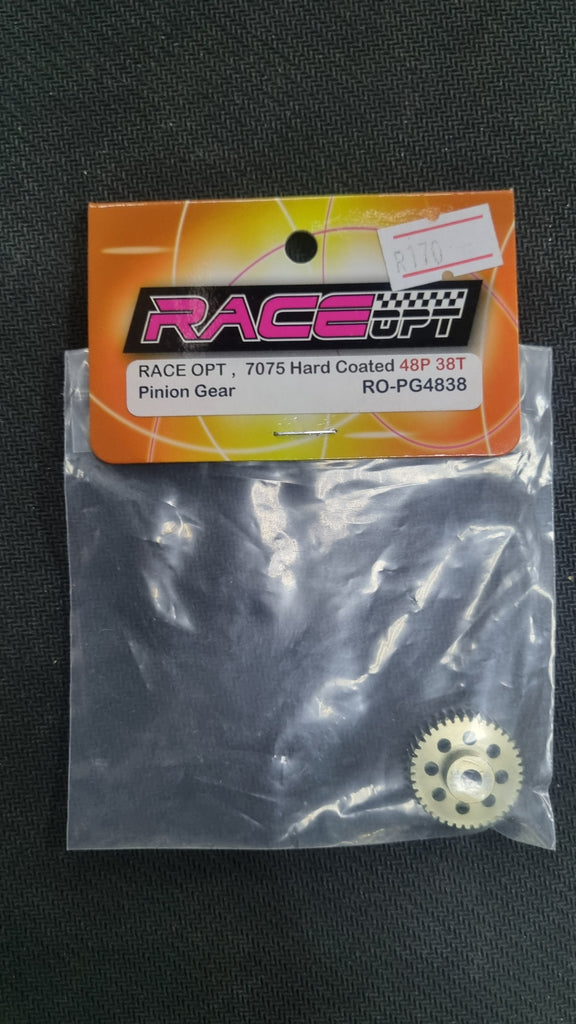 R170
RACE OPT
RACE OPT , 7075 Hard Coated 48P 38T
Pinion Gear RO-PG4838